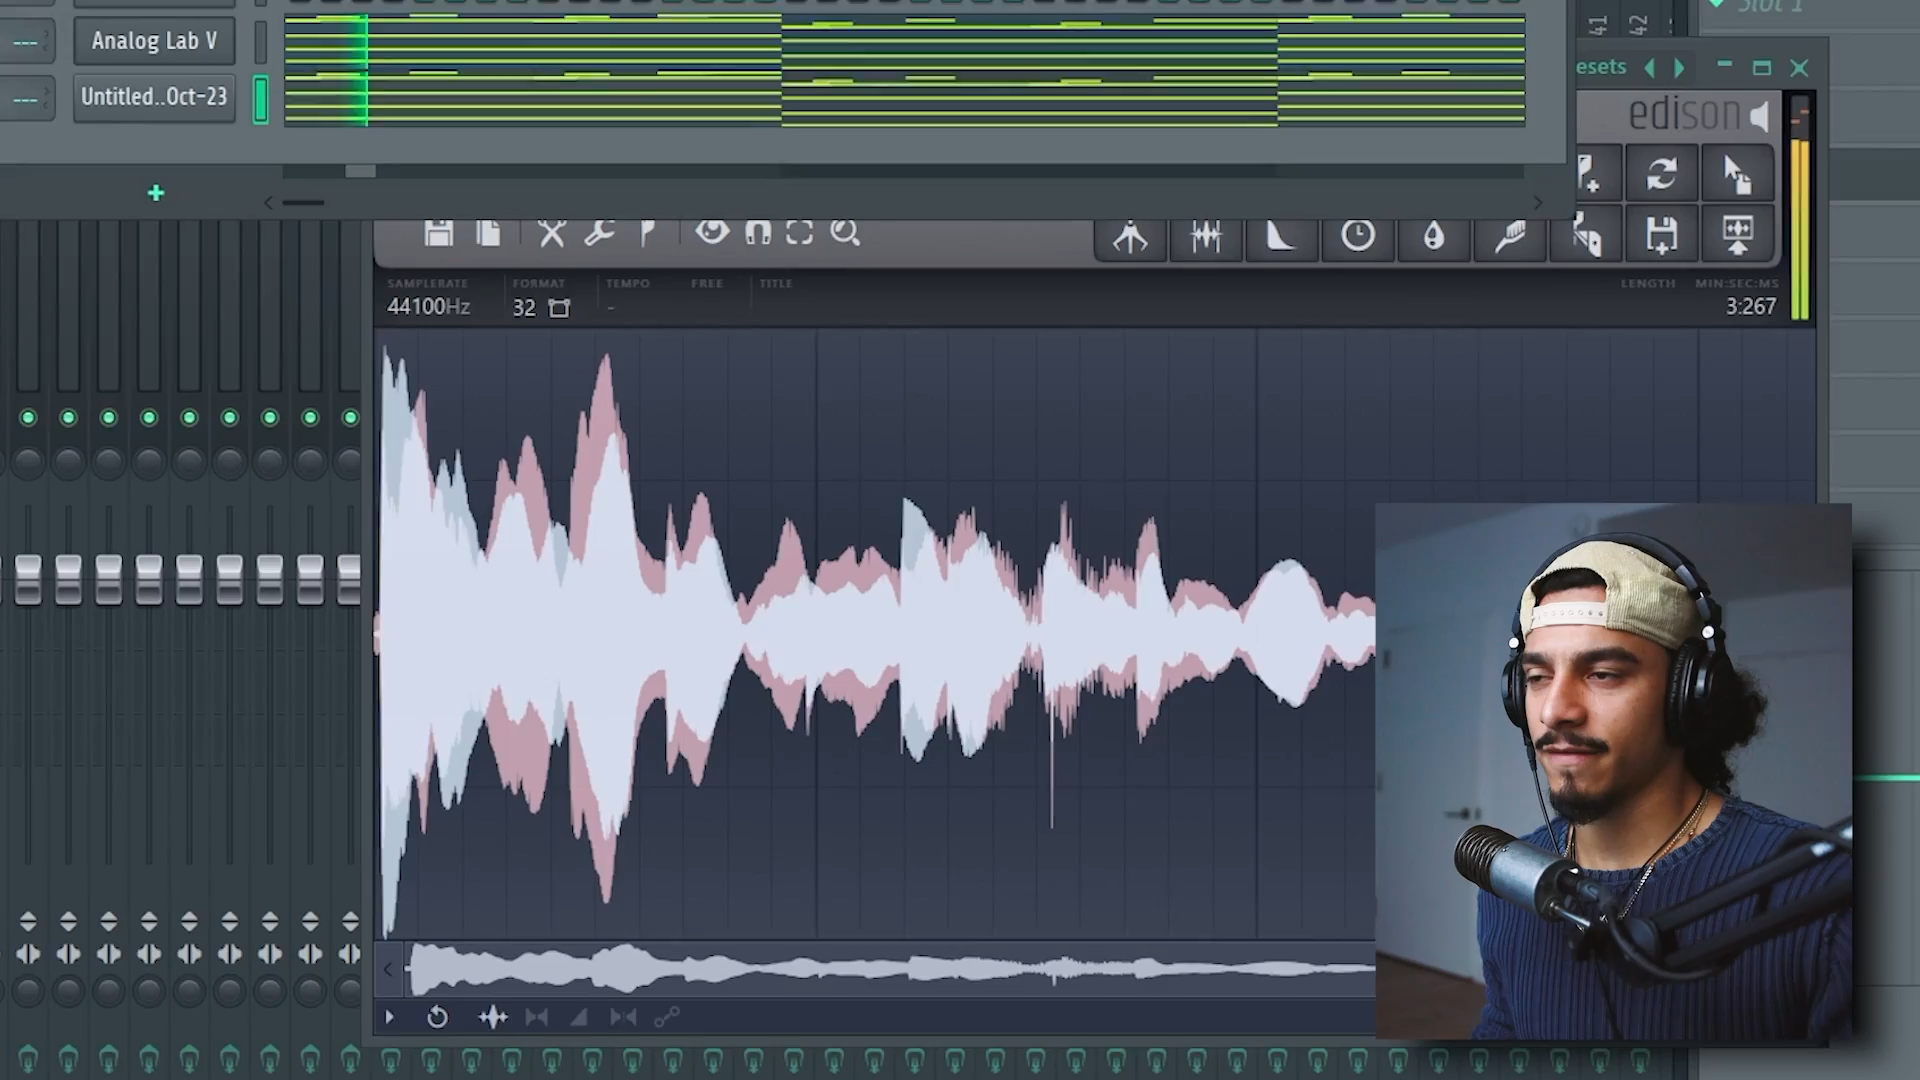 Slot 1
41 42
Analog Lab V
--- Untitled..Oct-23
esets
edison
SAMPLERATE FORMAT TEMPO FREE TITLE LENGTH MIN:SEC:MS
44100Hz 32 - 3:267